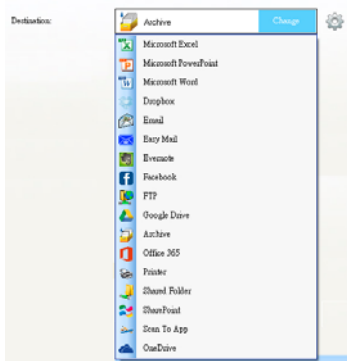 Destination:
Archive
Change
Microsoft Excel
Microsoft PowerPoint
Microsoft Word
Dropbox
Email
Easy Mail
Evernote
Facebook
FTP
Google Drive
Archive
Office 365
Printer
Shared Folder
SharePoint
Scan To App
OneDrive